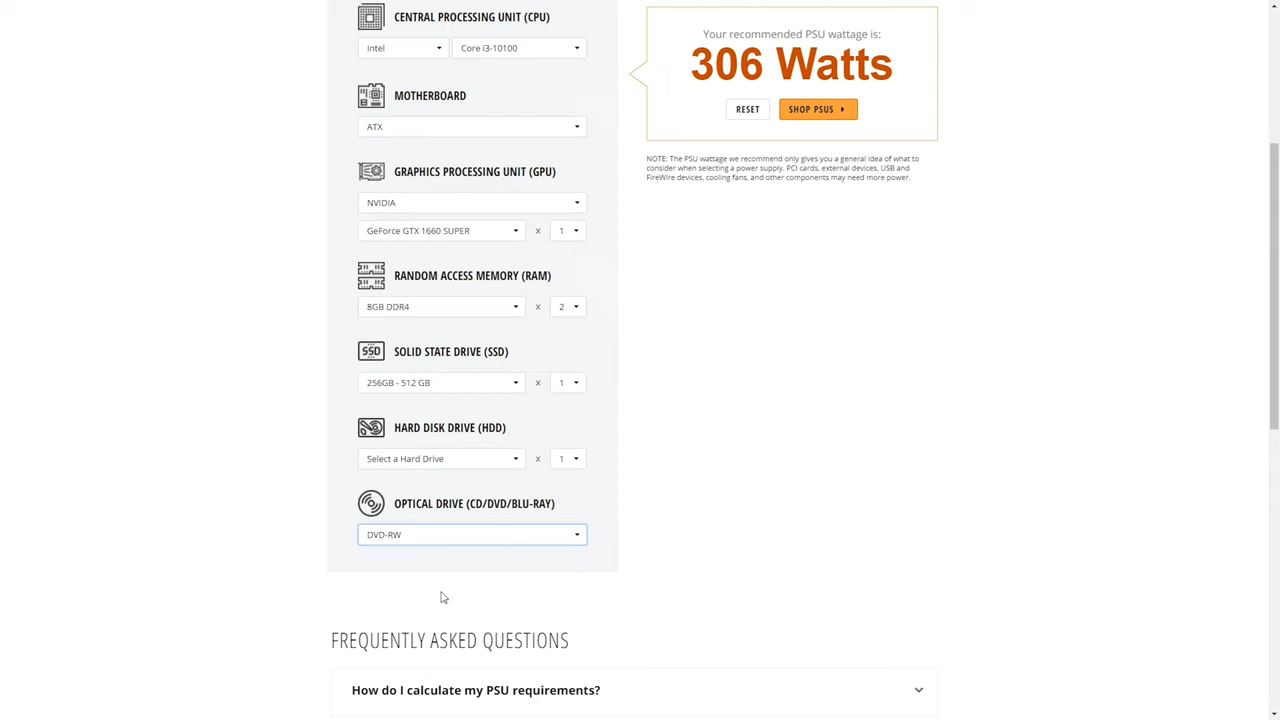 CENTRAL PROCESSING UNIT (CPU)
Intel
Core i3-10100
MOTHERBOARD
ATX
GRAPHICS PROCESSING UNIT (GPU)
NVIDIA
GeForce GTX 1660 SUPER
x
1
RANDOM ACCESS MEMORY (RAM)
8GB DDR4
x
2
SSD
SOLID STATE DRIVE (SSD)
256GB - 512 GB
x
1
HARD DISK DRIVE (HDD)
Select a Hard Drive
x
1
OPTICAL DRIVE (CD/DVD/BLU-RAY)
DVD-RW
Your recommended PSU wattage is:
306 Watts
RESET
SHOP PSUS
NOTE: The PSU wattage we recommend only gives you a general idea of what to
consider when selecting a power supply. PCI cards, external devices, USB and
FireWire devices, cooling fans, and other components may need more power.
FREQUENTLY ASKED QUESTIONS
How do I calculate my PSU requirements?